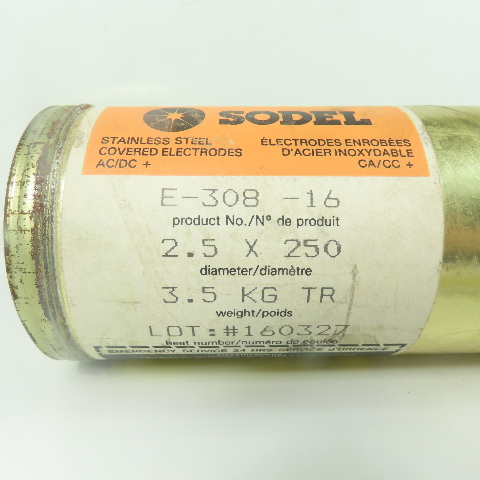 SODEL
STAINLESS STEEL
COVERED ELECTRODES
AC/DC +
ÉLECTRODES ENROBÉES
D'ACIER INOXYDABLE
CA/CC +
E-308 -16
product No./Nº de produit
2.5 X 250
diameter/diamètre
3.5 KG TR
weight/poids
LOT:#160327
heat number/numéro de coulée
EMERGENCY SERVICE 24 HRS SERVICE D'URGENCE